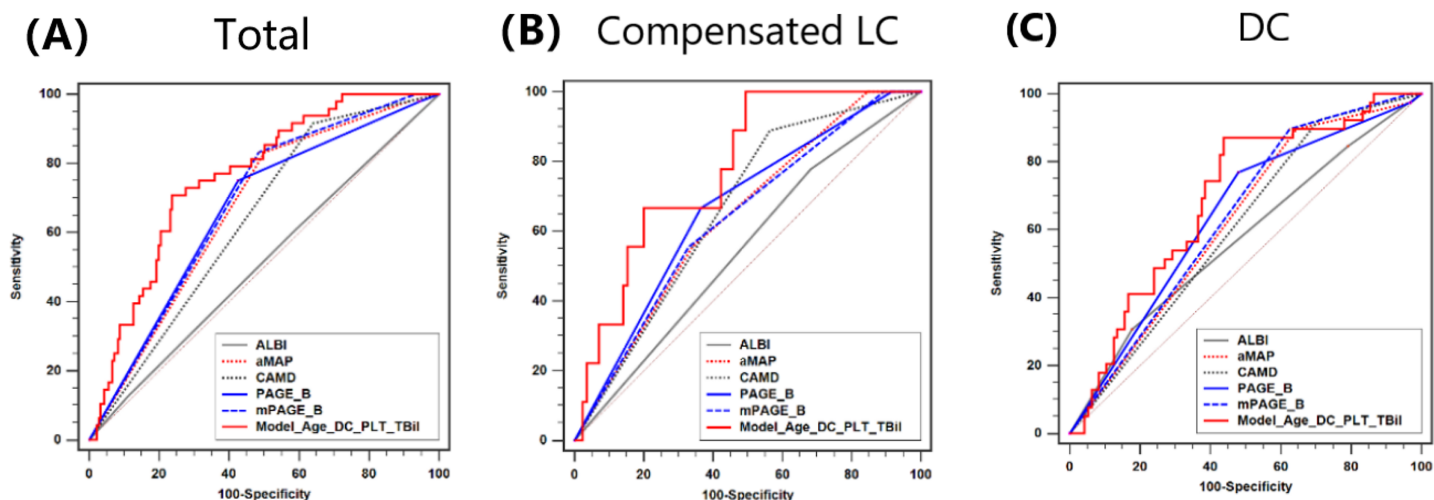 (A) Total
100
80
60
40
20
0
Sensitivity
0 20 40 60 80 100
100-Specificity
ALBI
aMAP
CAMD
PAGE_B
mPAGE_B
Model_Age_DC_PLT_TBil
(B) Compensated LC
100
80
60
40
20
0
Sensitivity
0 20 40 60 80 100
100-Specificity
ALBI
aMAP
CAMD
PAGE_B
mPAGE_B
Model_Age_DC_PLT_TBil
(C) DC
100
80
60
40
20
0
Sensitivity
0 20 40 60 80 100
100-Specificity
ALBI
aMAP
CAMD
PAGE_B
mPAGE_B
Model_Age_DC_PLT_TBil